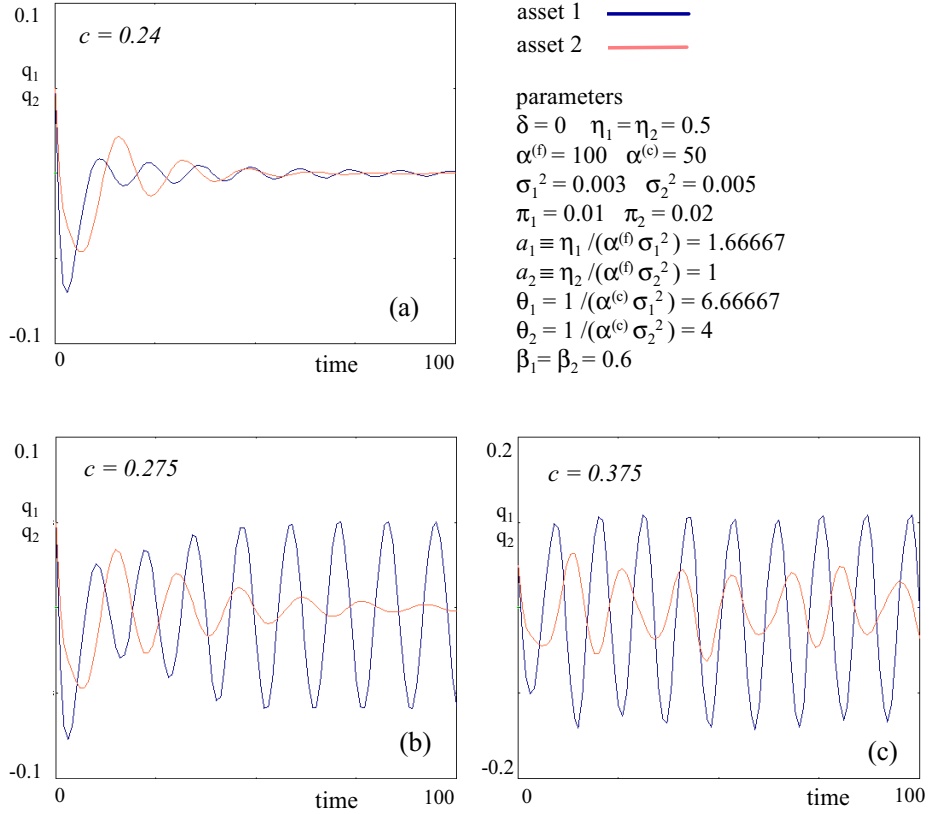 0.1
c = 0.24
q₁
q₂
(a)
-0.1
0
time
100
asset 1
asset 2
parameters
δ = 0 η₁ = η₂ = 0.5
α⁽ᶠ⁾ = 100 α⁽ᶜ⁾ = 50
σ₁² = 0.003 σ₂² = 0.005
π₁ = 0.01 π₂ = 0.02
a₁ ≡ η₁ /(α⁽ᶠ⁾ σ₁²) = 1.66667
a₂ ≡ η₂ /(α⁽ᶠ⁾ σ₂²) = 1
θ₁ = 1 /(α⁽ᶜ⁾ σ₁²) = 6.66667
θ₂ = 1 /(α⁽ᶜ⁾ σ₂²) = 4
β₁= β₂ = 0.6
0.1
c = 0.275
q₁
q₂
(b)
-0.1
0
time
100
0.2
c = 0.375
q₁
q₂
(c)
-0.2
0
time
100